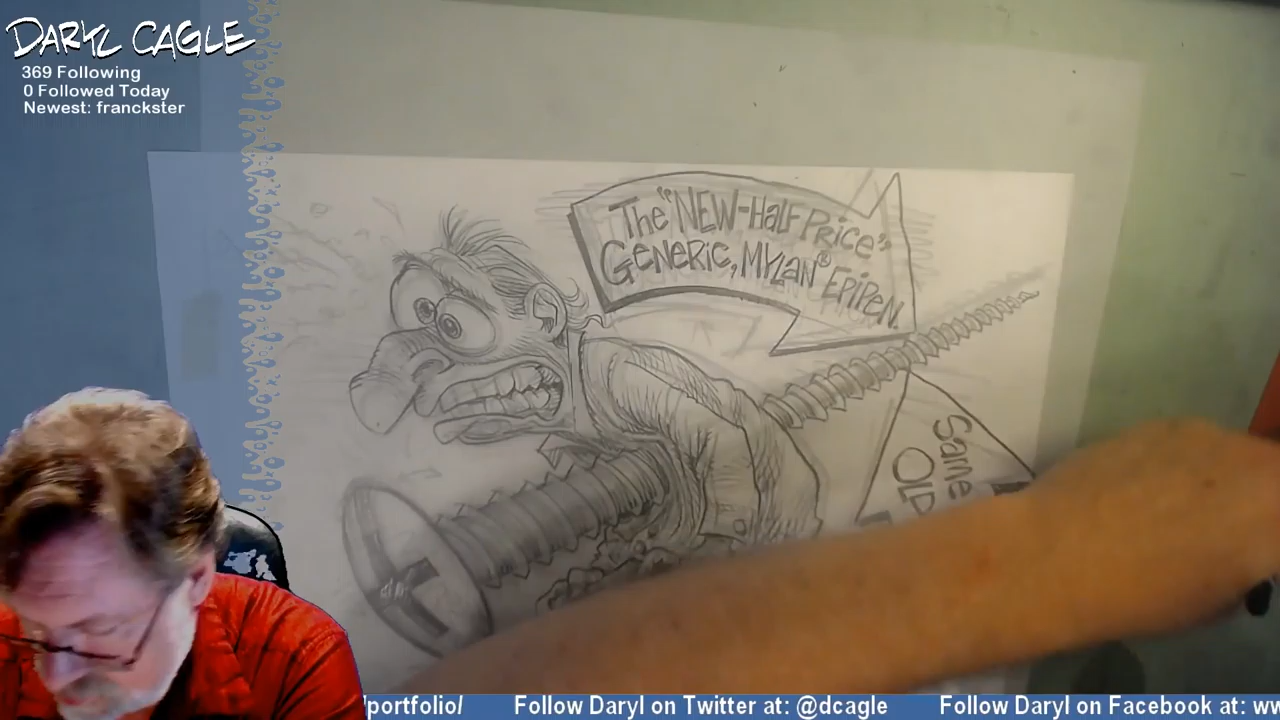 DARYL CAGLE
369 Following
0 Followed Today
Newest: franckster
The "NEW-Half Price"
Generic, Mylan® EpiPen.
Same
OLD
/portfolio/ Follow Daryl on Twitter at: @dcagle Follow Daryl on Facebook at: ww